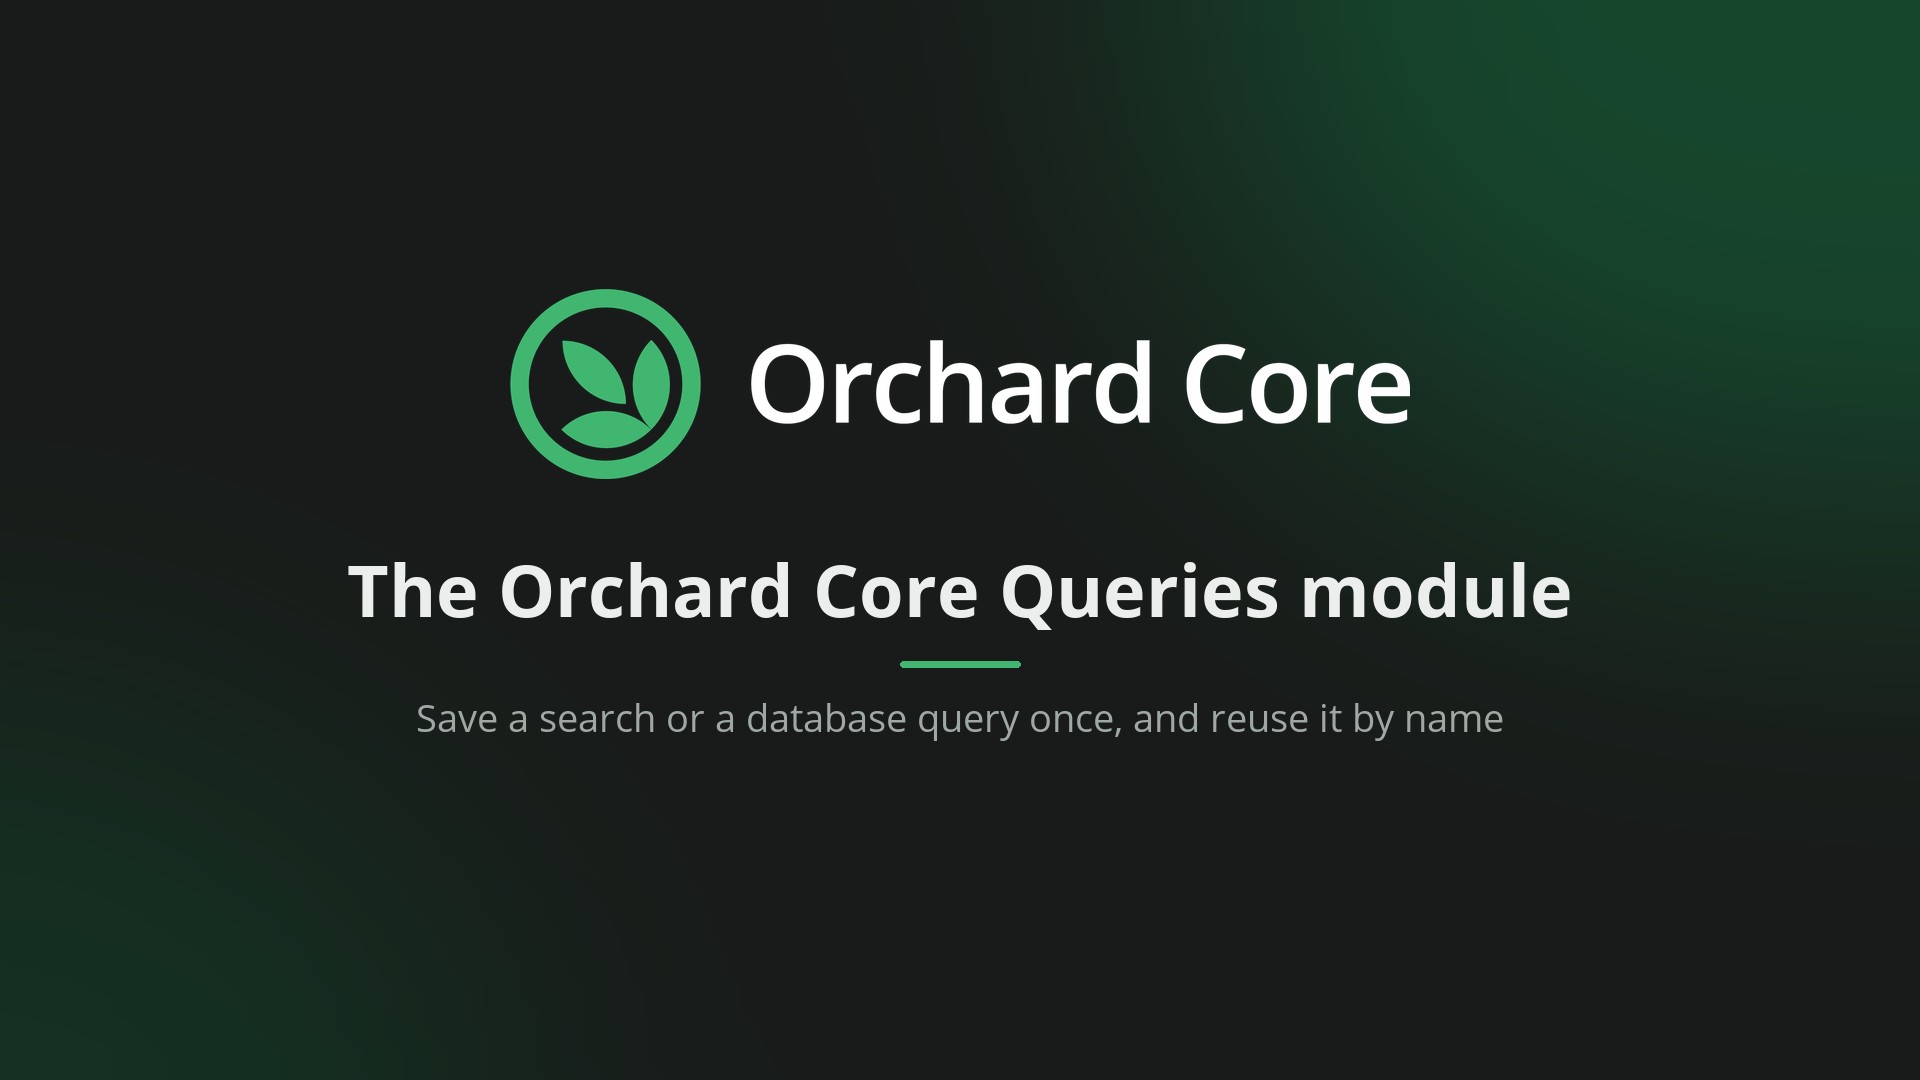 Orchard Core
The Orchard Core Queries module
Save a search or a database query once, and reuse it by name